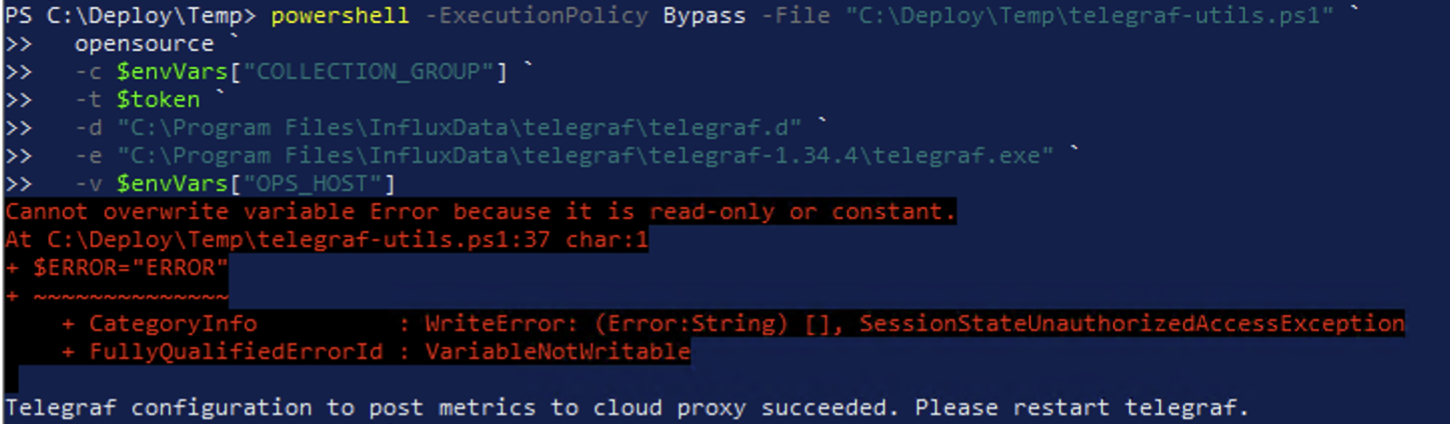 PS C:\Deploy\Temp> powershell -ExecutionPolicy Bypass -File "C:\Deploy\Temp\telegraf-utils.ps1" `
>>   opensource `
>>   -c $envVars["COLLECTION_GROUP"] `
>>   -t $token `
>>   -d "C:\Program Files\InfluxData\telegraf\telegraf.d" `
>>   -e "C:\Program Files\InfluxData\telegraf\telegraf-1.34.4\telegraf.exe" `
>>   -v $envVars["OPS_HOST"]
Cannot overwrite variable Error because it is read-only or constant.
At C:\Deploy\Temp\telegraf-utils.ps1:37 char:1
+ $ERROR="ERROR"
+ ~~~~~~~~~~~~~~
    + CategoryInfo          : WriteError: (Error:String) [], SessionStateUnauthorizedAccessException
    + FullyQualifiedErrorId : VariableNotWritable
Telegraf configuration to post metrics to cloud proxy succeeded. Please restart telegraf.